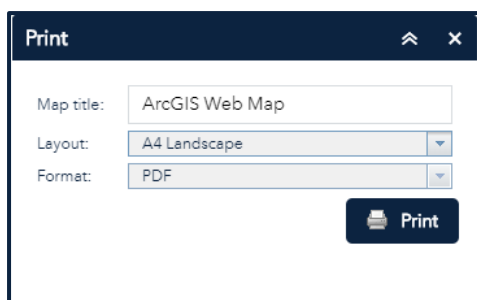 Print
Map title: ArcGIS Web Map
Layout: A4 Landscape
Format: PDF
Print